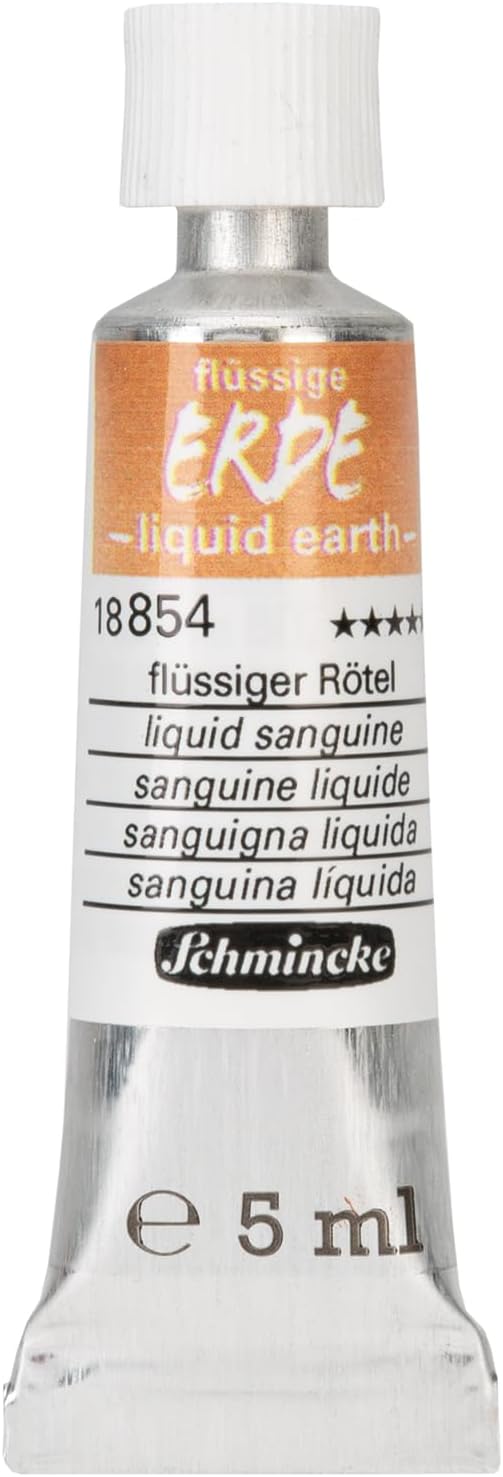 flüssige
ERDE
-liquid earth-
18854 ★★★★★
flüssiger Rötel
liquid sanguine
sanguine liquide
sanguigna liquida
sanguina líquida
Schmincke
℮ 5 ml